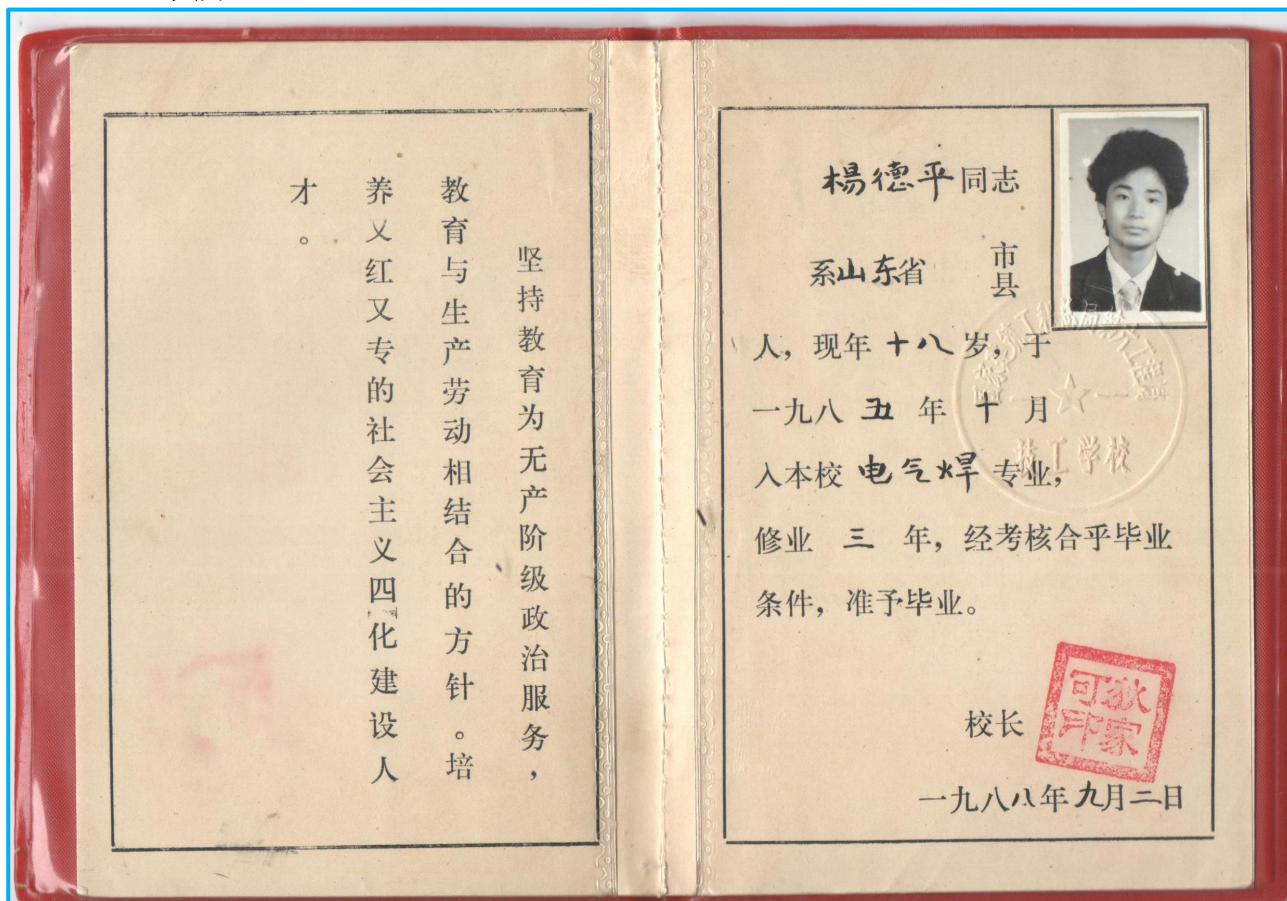 坚持教育为无产阶级政治服务，
教育与生产劳动相结合的方针。培
养又红又专的社会主义四化建设人
才。
楊德平同志
系山东省 市县
人，现年十八岁，于
一九八五年十月
入本校电气焊专业，
修业三年，经考核合乎毕业
条件，准予毕业。
技工学校
校长
狄家可印
一九八八年九月二日